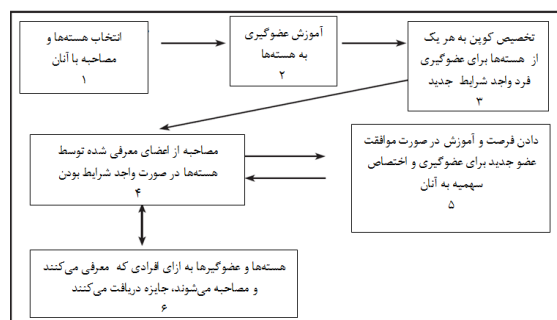 انتخاب هسته‌ها و
مصاحبه با آنان
۱
آموزش عضوگیری
به هسته‌ها
۲
تخصیص کوپن به هر یک
از هسته‌ها برای عضوگیری
فرد واجد شرایط جدید
۳
مصاحبه از اعضای معرفی شده توسط
هسته‌ها در صورت واجد شرایط بودن
۴
دادن فرصت و آموزش در صورت موافقت
عضو جدید برای عضوگیری و اختصاص
سهمیه به آنان
۵
هسته‌ها و عضوگیرها به ازای افرادی که معرفی می‌کنند
و مصاحبه می‌شوند، جایزه دریافت می‌کنند
۶